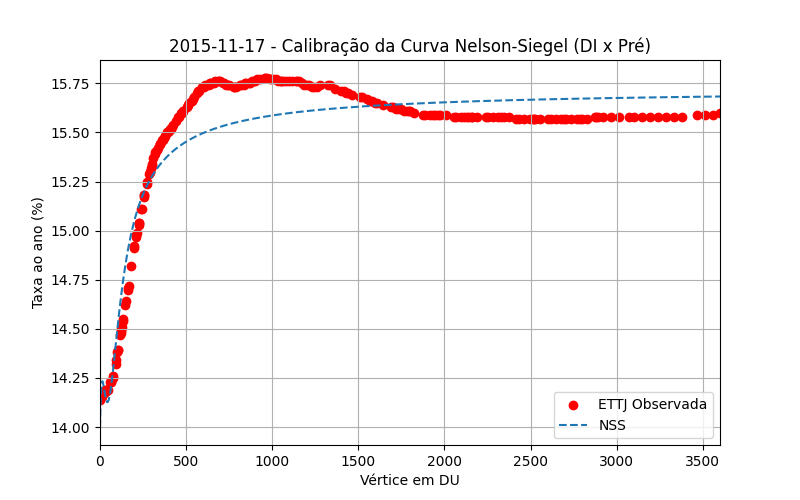 2015-11-17 - Calibração da Curva Nelson-Siegel (DI x Pré)
Taxa ao ano (%)
15.75
15.50
15.25
15.00
14.75
14.50
14.25
14.00
ETTJ Observada
NSS
0 500 1000 1500 2000 2500 3000 3500
Vértice em DU